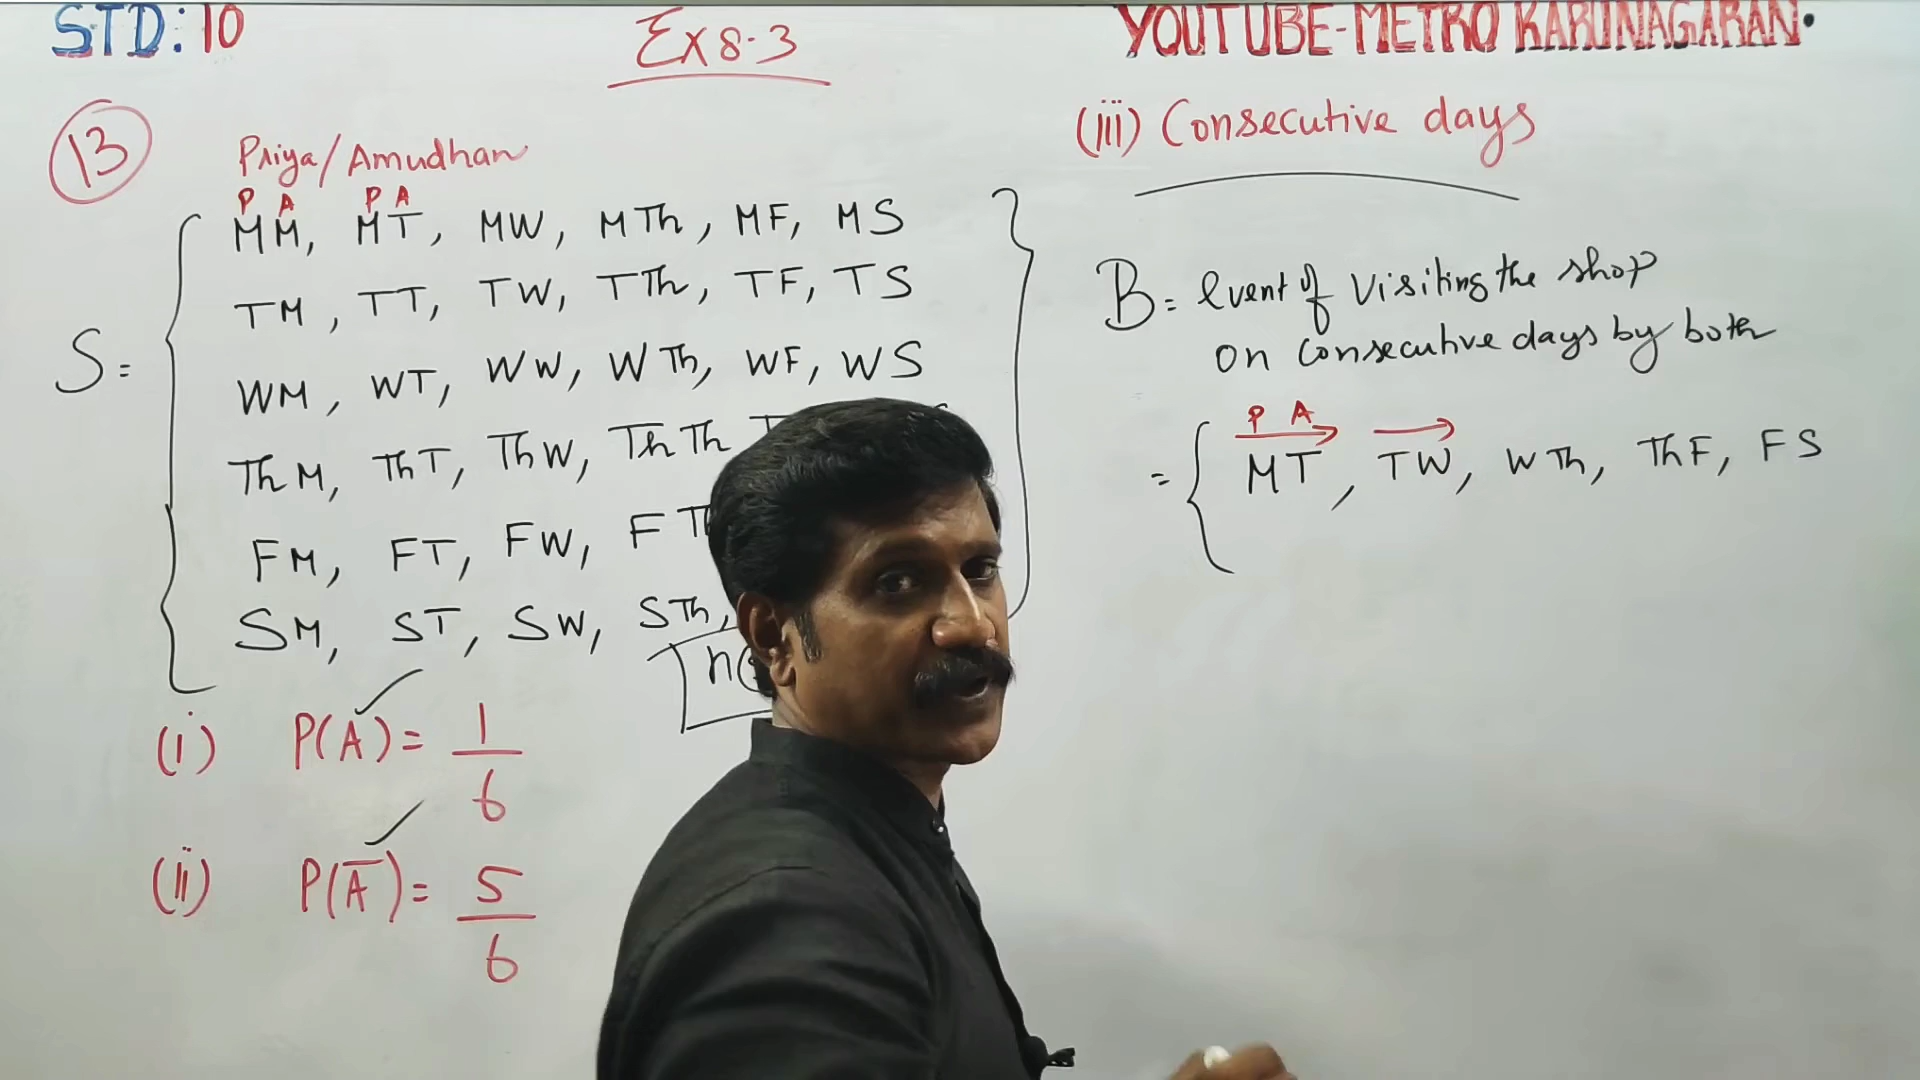 STD: 10
Ex 8.3
YOUTUBE-METRO KARUNAGARAN.
13
Priya/Amudhan
P A P A
S = { MM, MT, MW, MTh, MF, MS
TM, TT, TW, TTh, TF, TS
WM, WT, WW, WTh, WF, WS
ThM, ThT, ThW, ThTh
FM, FT, FW, FT
SM, ST, SW, STh, }
n(
(i) P(A) = 1/6
(ii) P(A̅) = 5/6
(iii) Consecutive days
B = Event of Visiting the shop
on Consecutive days by both
P A
= { MT, TW, WTh, ThF, FS